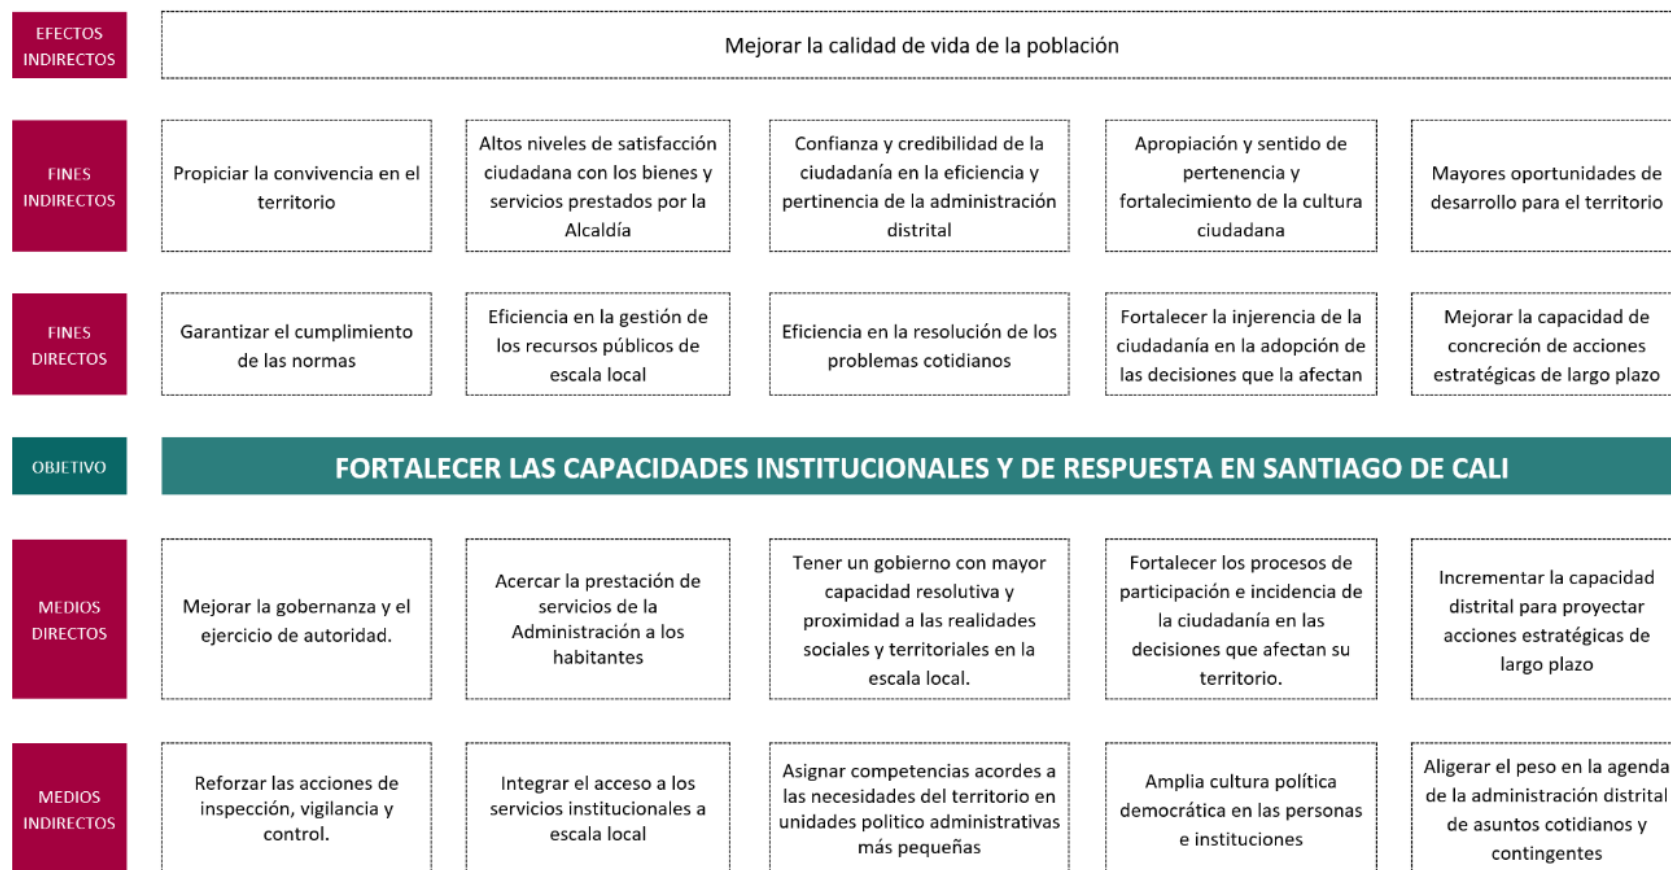 EFECTOS
INDIRECTOS
Mejorar la calidad de vida de la población
FINES
INDIRECTOS
Propiciar la convivencia en el
territorio
Altos niveles de satisfacción
ciudadana con los bienes y
servicios prestados por la
Alcaldía
Confianza y credibilidad de la
ciudadanía en la eficiencia y
pertinencia de la administración
distrital
Apropiación y sentido de
pertenencia y
fortalecimiento de la cultura
ciudadana
Mayores oportunidades de
desarrollo para el territorio
FINES
DIRECTOS
Garantizar el cumplimiento
de las normas
Eficiencia en la gestión de
los recursos públicos de
escala local
Eficiencia en la resolución de los
problemas cotidianos
Fortalecer la injerencia de la
ciudadanía en la adopción de
las decisiones que la afectan
Mejorar la capacidad de
concreción de acciones
estratégicas de largo plazo
OBJETIVO
FORTALECER LAS CAPACIDADES INSTITUCIONALES Y DE RESPUESTA EN SANTIAGO DE CALI
MEDIOS
DIRECTOS
Mejorar la gobernanza y el
ejercicio de autoridad.
Acercar la prestación de
servicios de la
Administración a los
habitantes
Tener un gobierno con mayor
capacidad resolutiva y
proximidad a las realidades
sociales y territoriales en la
escala local.
Fortalecer los procesos de
participación e incidencia de
la ciudadanía en las
decisiones que afectan su
territorio.
Incrementar la capacidad
distrital para proyectar
acciones estratégicas de
largo plazo
MEDIOS
INDIRECTOS
Reforzar las acciones de
inspección, vigilancia y
control.
Integrar el acceso a los
servicios institucionales a
escala local
Asignar competencias acordes a
las necesidades del territorio en
unidades politico administrativas
más pequeñas
Amplia cultura política
democrática en las personas
e instituciones
Aligerar el peso en la agenda
de la administración distrital
de asuntos cotidianos y
contingentes